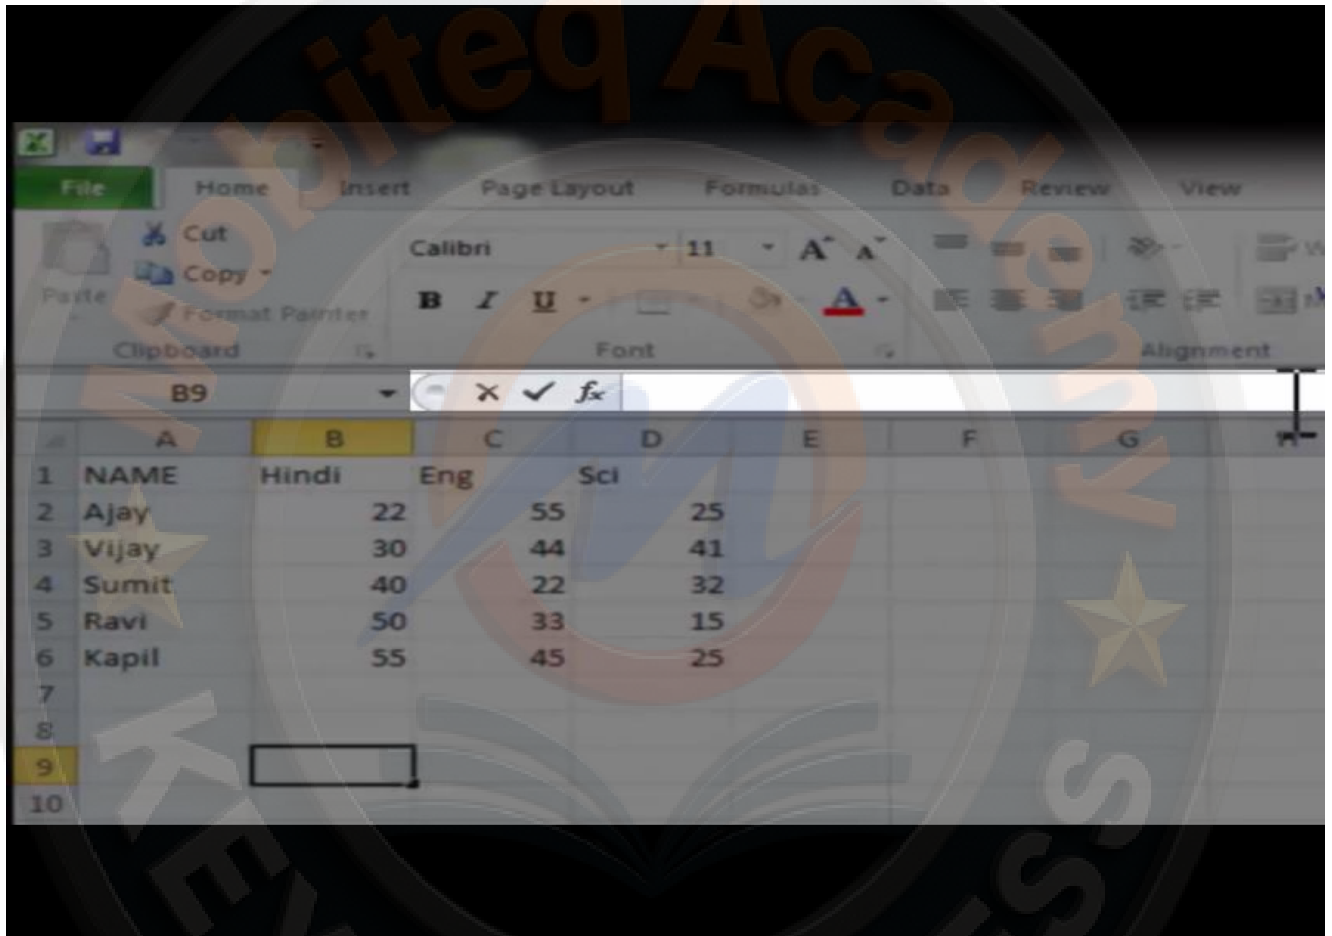 Mobiteq Academy
File Home Insert Page Layout Formulas Data Review View
Cut
Calibri 11 A A
Copy
Paste
B I U A
Format Painter
Clipboard Font Alignment
B9 fx
A B C D E F G H
1 NAME Hindi Eng Sci
2 Ajay 22 55 25
3 Vijay 30 44 41
4 Sumit 40 22 32
5 Ravi 50 33 15
6 Kapil 55 45 25
7
8
9
10